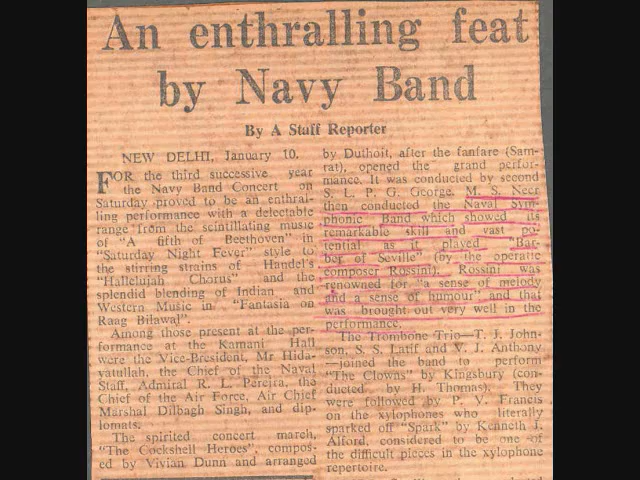 An enthralling feat
by Navy Band
By A Staff Reporter
NEW DELHI, January 10.
FOR the third successive year
the Navy Band Concert on
Saturday proved to be an enthral-
ling performance with a delectable
range from the scintillating music
of "A fifth of Beethoven" in
"Saturday Night Fever" style to
the stirring strains of Handel's
"Hallelujah Chorus" and the
splendid blending of Indian and
Western Music in "Fantasia on
Raag Bilawal".
Among those present at the per-
formance at the Kamani Hall
were the Vice-President, Mr Hida-
yatullah, the Chief of the Naval
Staff, Admiral R. L. Pereira, the
Chief of the Air Force, Air Chief
Marshal Dilbagh Singh, and dip-
lomats.
The spirited concert march,
"The Cockshell Heroes", compos-
ed by Vivian Dunn and arranged
by Duthoit, after the fanfare (Sam-
rat), opened the grand perfor-
mance. It was conducted by second
S. L. P. G. George. M. S. Neer
then conducted the Naval Sym-
phonic Band which showed its
remarkable skill and vast po-
tential as it played "Bar-
ber of Seville" (by the operatic
composer Rossini). Rossini was
renowned for "a sense of melody
and a sense of humour" and that
was brought out very well in the
performance.
The Trombone Trio—T. J. John-
son, S. S. Latif and V. J. Anthony
—joined the band to perform
"The Clowns" by Kingsbury (con-
ducted by H. Thomas). They
were followed by P. V. Francis
on the xylophones who literally
sparked off "Spark" by Kenneth J.
Alford, considered to be one of
the difficult pieces in the xylophone
repertoire.